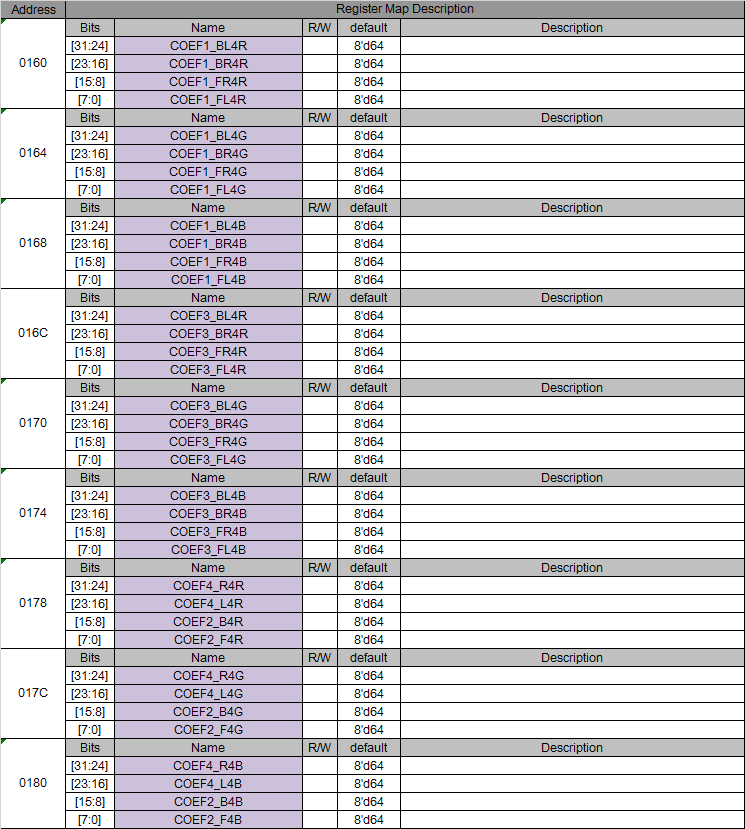 Address Register Map Description
0160
Bits Name R/W default Description
[31:24] COEF1_BL4R 8'd64
[23:16] COEF1_BR4R 8'd64
[15:8] COEF1_FR4R 8'd64
[7:0] COEF1_FL4R 8'd64
0164
Bits Name R/W default Description
[31:24] COEF1_BL4G 8'd64
[23:16] COEF1_BR4G 8'd64
[15:8] COEF1_FR4G 8'd64
[7:0] COEF1_FL4G 8'd64
0168
Bits Name R/W default Description
[31:24] COEF1_BL4B 8'd64
[23:16] COEF1_BR4B 8'd64
[15:8] COEF1_FR4B 8'd64
[7:0] COEF1_FL4B 8'd64
016C
Bits Name R/W default Description
[31:24] COEF3_BL4R 8'd64
[23:16] COEF3_BR4R 8'd64
[15:8] COEF3_FR4R 8'd64
[7:0] COEF3_FL4R 8'd64
0170
Bits Name R/W default Description
[31:24] COEF3_BL4G 8'd64
[23:16] COEF3_BR4G 8'd64
[15:8] COEF3_FR4G 8'd64
[7:0] COEF3_FL4G 8'd64
0174
Bits Name R/W default Description
[31:24] COEF3_BL4B 8'd64
[23:16] COEF3_BR4B 8'd64
[15:8] COEF3_FR4B 8'd64
[7:0] COEF3_FL4B 8'd64
0178
Bits Name R/W default Description
[31:24] COEF4_R4R 8'd64
[23:16] COEF4_L4R 8'd64
[15:8] COEF2_B4R 8'd64
[7:0] COEF2_F4R 8'd64
017C
Bits Name R/W default Description
[31:24] COEF4_R4G 8'd64
[23:16] COEF4_L4G 8'd64
[15:8] COEF2_B4G 8'd64
[7:0] COEF2_F4G 8'd64
0180
Bits Name R/W default Description
[31:24] COEF4_R4B 8'd64
[23:16] COEF4_L4B 8'd64
[15:8] COEF2_B4B 8'd64
[7:0] COEF2_F4B 8'd64